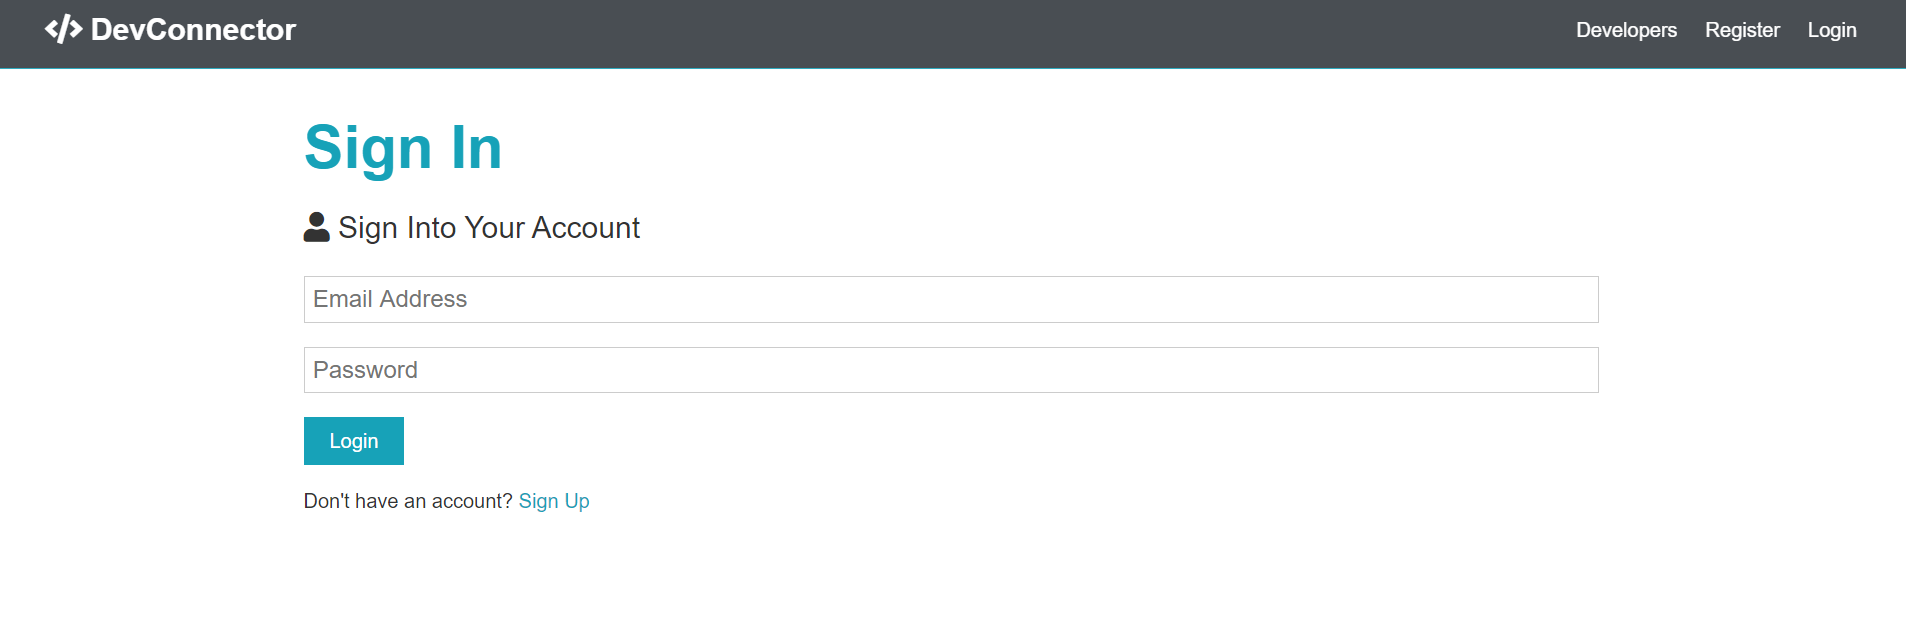 DevConnector
Developers Register Login
Sign In
Sign Into Your Account
Email Address
Password
Login
Don't have an account? Sign Up